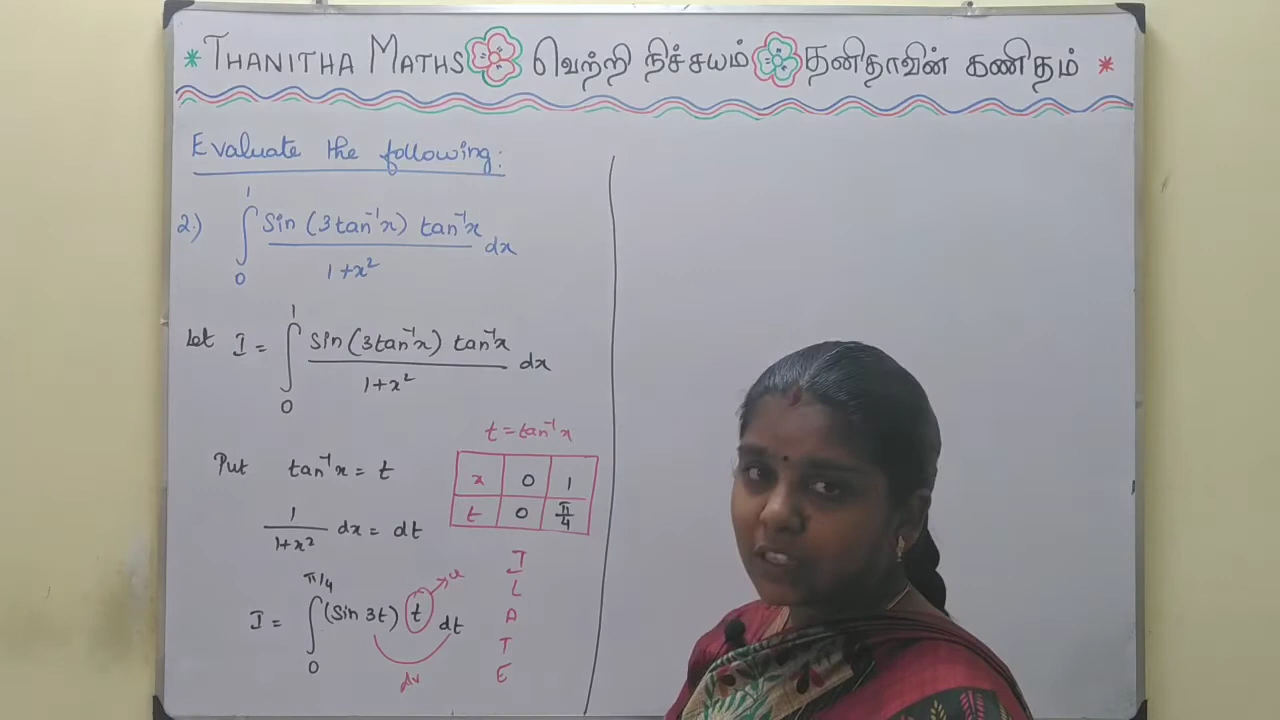 * THANITHA MATHS வெற்றி நிச்சயம் தனிதாவின் கணிதம் *
Evaluate the following:
2.) ∫₀¹ Sin (3tan⁻¹x) tan⁻¹x / 1+x² dx
Let I = ∫₀¹ Sin (3tan⁻¹x) tan⁻¹x / 1+x² dx
t = tan⁻¹x
Put tan⁻¹x = t
x 0 1
t 0 π/4
1/1+x² dx = dt
I = ∫₀^π/4 (Sin 3t) t dt
u
dv
I
L
A
T
E